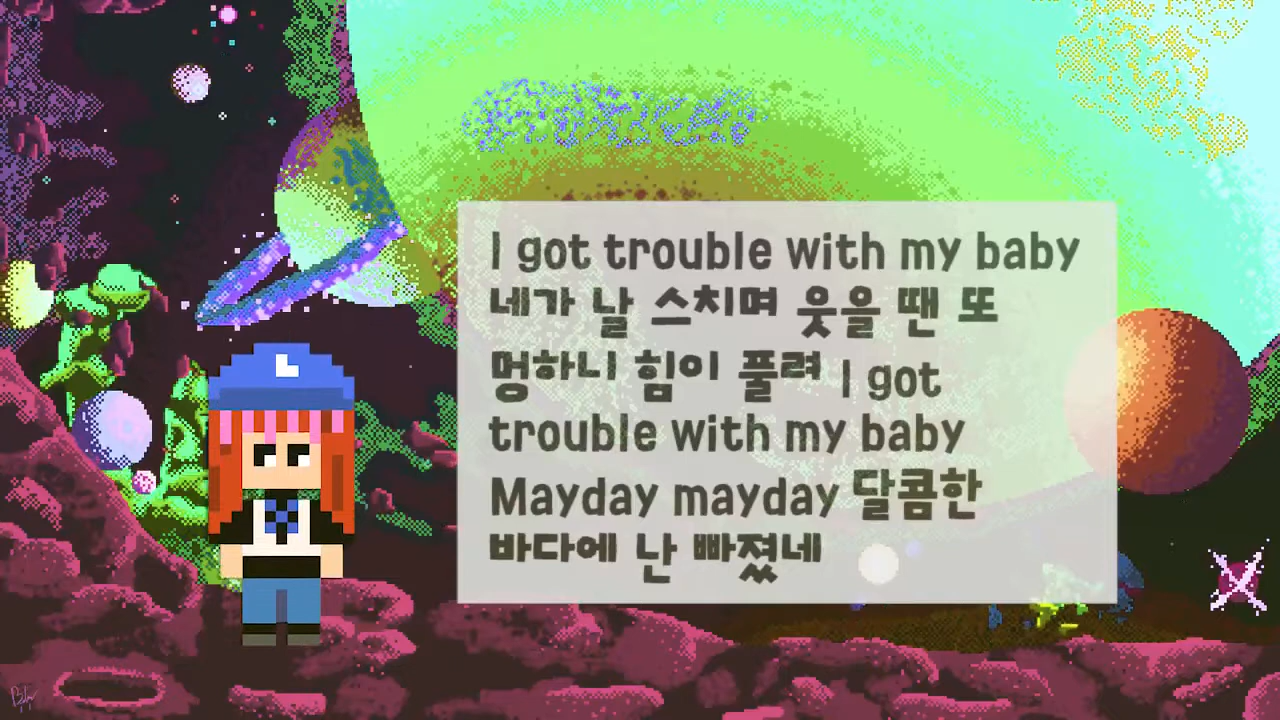 I got trouble with my baby
네가 날 스치며 웃을 땐 또
멍하니 힘이 풀려 I got
trouble with my baby
Mayday mayday 달콤한
바다에 난 빠졌네